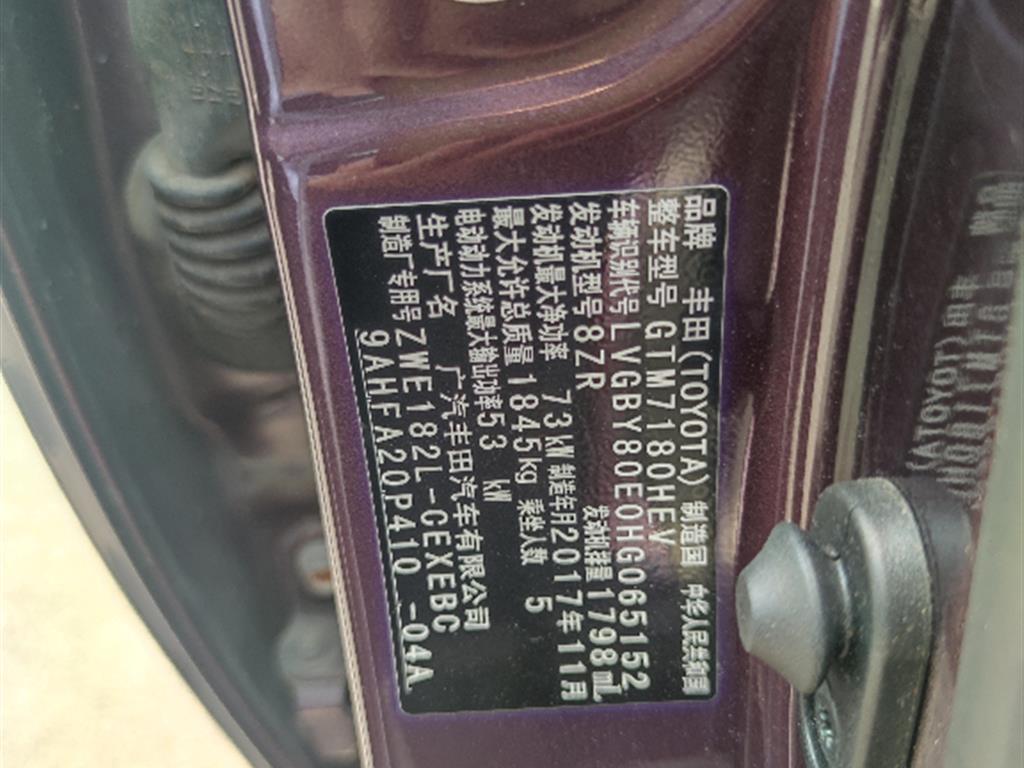 品牌 丰田(TOYOTA) 制造国 中华人民共和国
整车型号 GTM7180HEV
车辆识别代号 LVGBY80E0HG065152
发动机型号 8ZR 发动机排量 1798mL
发动机最大净功率 73kW 制造年月 2017年11月
最大允许总质量 1845kg 乘坐人数 5
电动动力系统最大输出功率 53 kW
生产厂名 广汽丰田汽车有限公司
制造厂专用号 ZWE182L-GEXEBC
9AHFA20P410 -04A